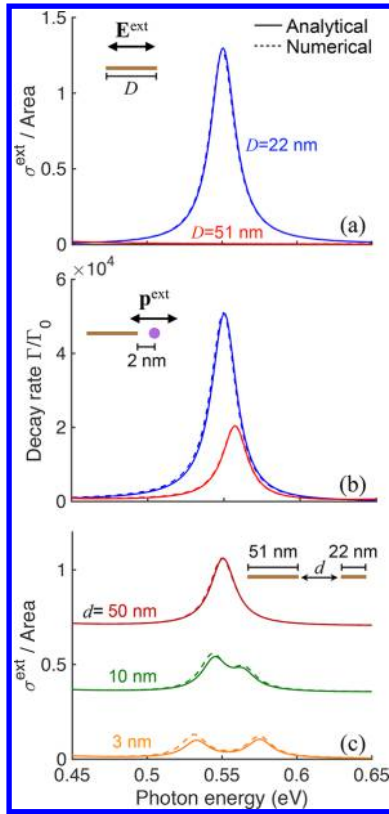 E^ext
D
Analytical
Numerical
1.5
1
0.5
0
σ^ext / Area
D=22 nm
D=51 nm
(a)
×10⁴
6
4
2
0
Decay rate Γ/Γ₀
p^ext
2 nm
(b)
1
0.5
0
σ^ext / Area
51 nm
22 nm
d
d= 50 nm
10 nm
3 nm
(c)
0.45
0.5
0.55
0.6
0.65
Photon energy (eV)